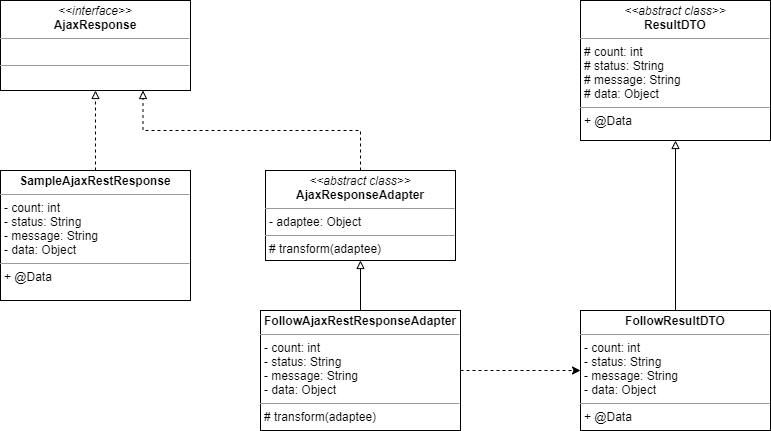 <<interface>>
AjaxResponse
<<abstract class>>
ResultDTO
# count: int
# status: String
# message: String
# data: Object
+ @Data
SampleAjaxRestResponse
- count: int
- status: String
- message: String
- data: Object
+ @Data
<<abstract class>>
AjaxResponseAdapter
- adaptee: Object
# transform(adaptee)
FollowAjaxRestResponseAdapter
- count: int
- status: String
- message: String
- data: Object
# transform(adaptee)
FollowResultDTO
- count: int
- status: String
- message: String
- data: Object
+ @Data